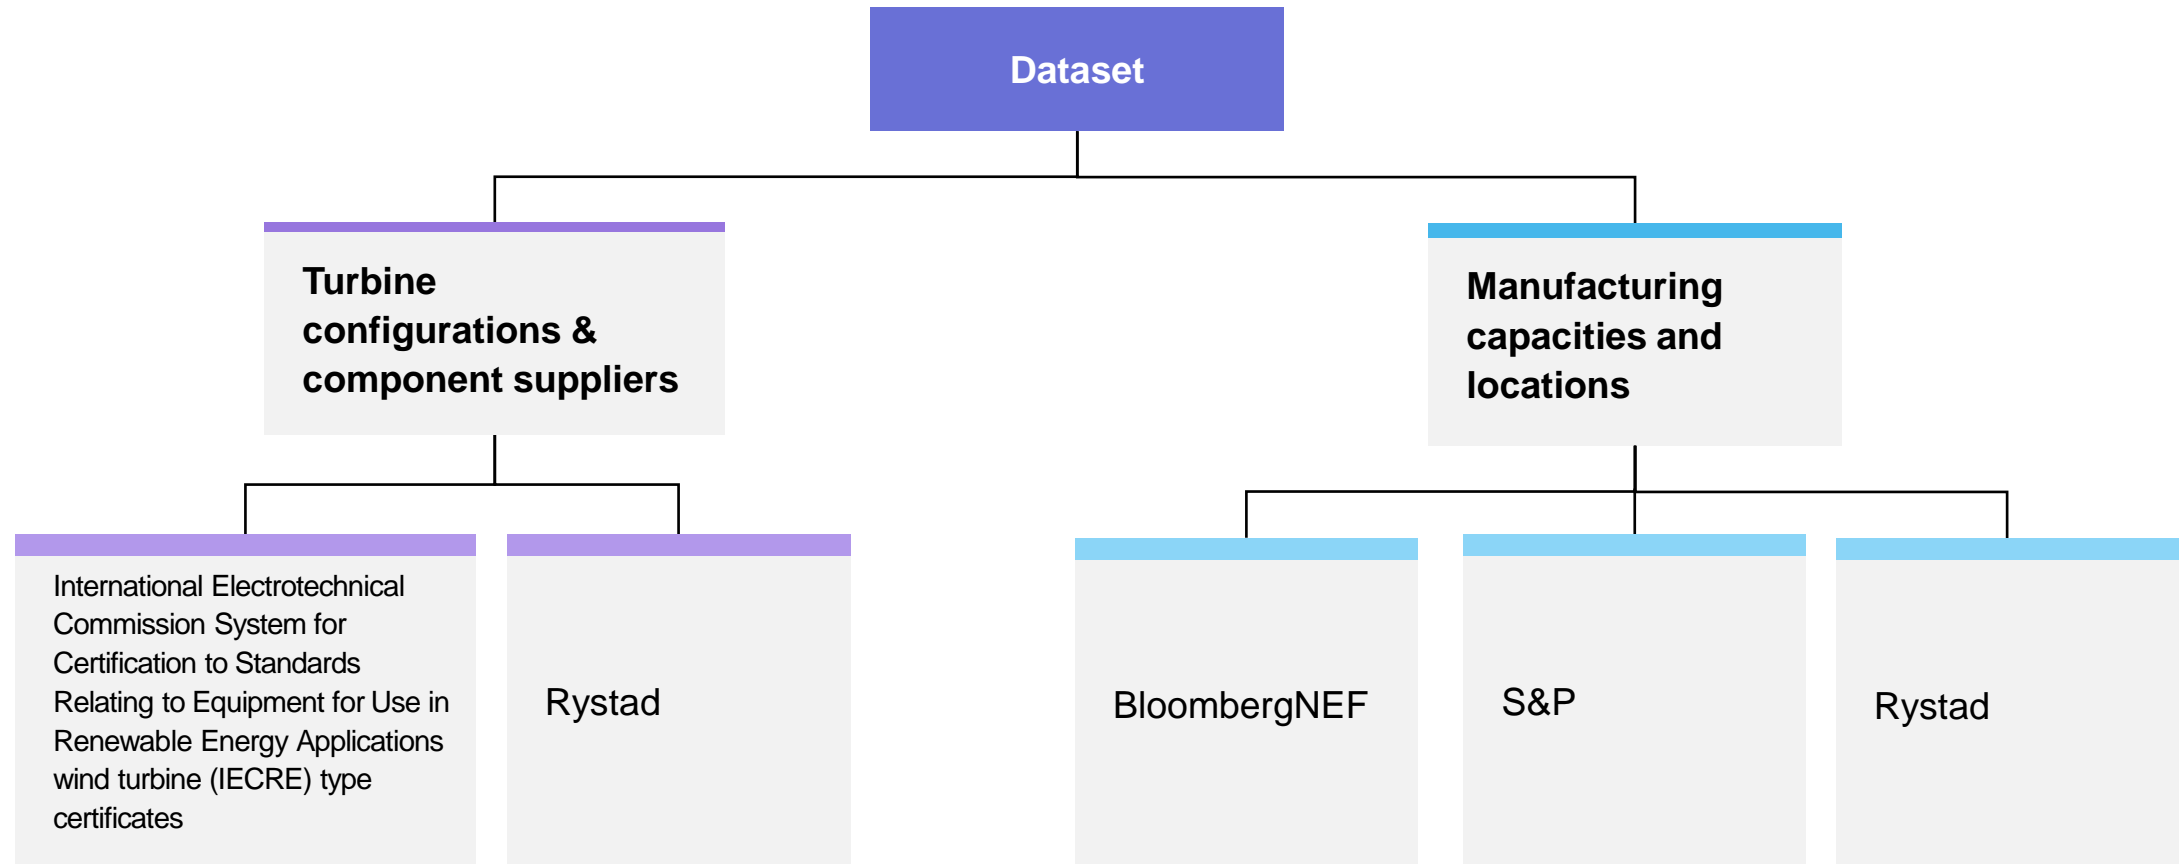 Dataset
Turbine
configurations &
component suppliers
Manufacturing
capacities and
locations
International Electrotechnical
Commission System for
Certification to Standards
Relating to Equipment for Use in
Renewable Energy Applications
wind turbine (IECRE) type
certificates
Rystad
BloombergNEF
S&P
Rystad